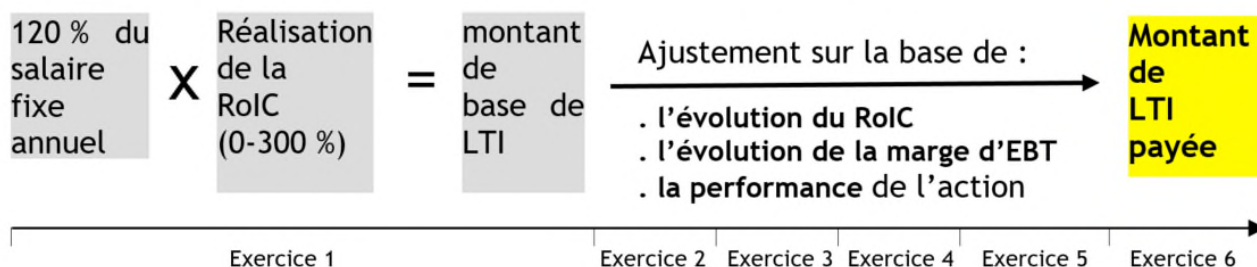 120 % du
salaire
fixe
annuel
X
Réalisation
de la
RoIC
(0-300 %)
=
montant
de
base de
LTI
Ajustement sur la base de :
. l’évolution du RoIC
. l’évolution de la marge d’EBT
. la performance de l’action
Montant
de
LTI
payée
Exercice 1
Exercice 2
Exercice 3
Exercice 4
Exercice 5
Exercice 6